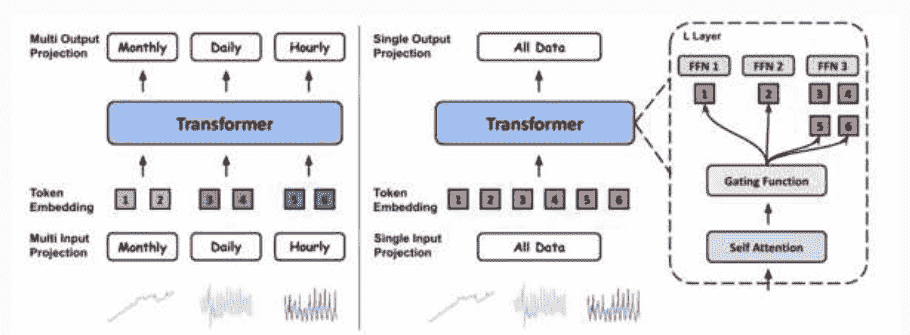 Multi Output
Projection
Monthly
Daily
Hourly
Transformer
Token
Embedding
1 2 3 4 6
Multi Input
Projection
Monthly
Daily
Hourly
Single Output
Projection
All Data
Transformer
Token
Embedding
1 2 3 4 5 6
Single Input
Projection
All Data
L Layer
FFN 1
FFN 2
FFN 3
1 2 3 4
5 6
Gating Function
Self Attention